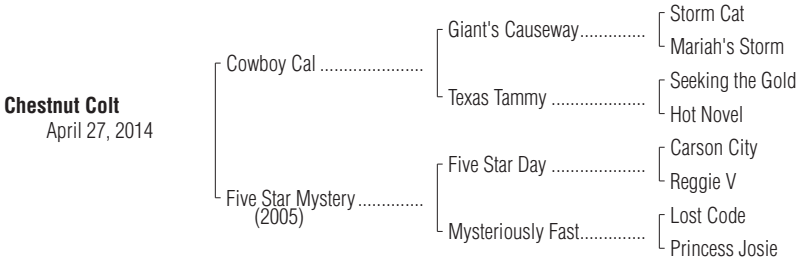 Storm Cat
Giant's Causeway..............
Mariah's Storm
Cowboy Cal ......................
Seeking the Gold
Texas Tammy ....................
Hot Novel
Chestnut Colt
April 27, 2014
Carson City
Five Star Day ....................
Reggie V
Five Star Mystery ..............
(2005)
Lost Code
Mysteriously Fast..............
Princess Josie